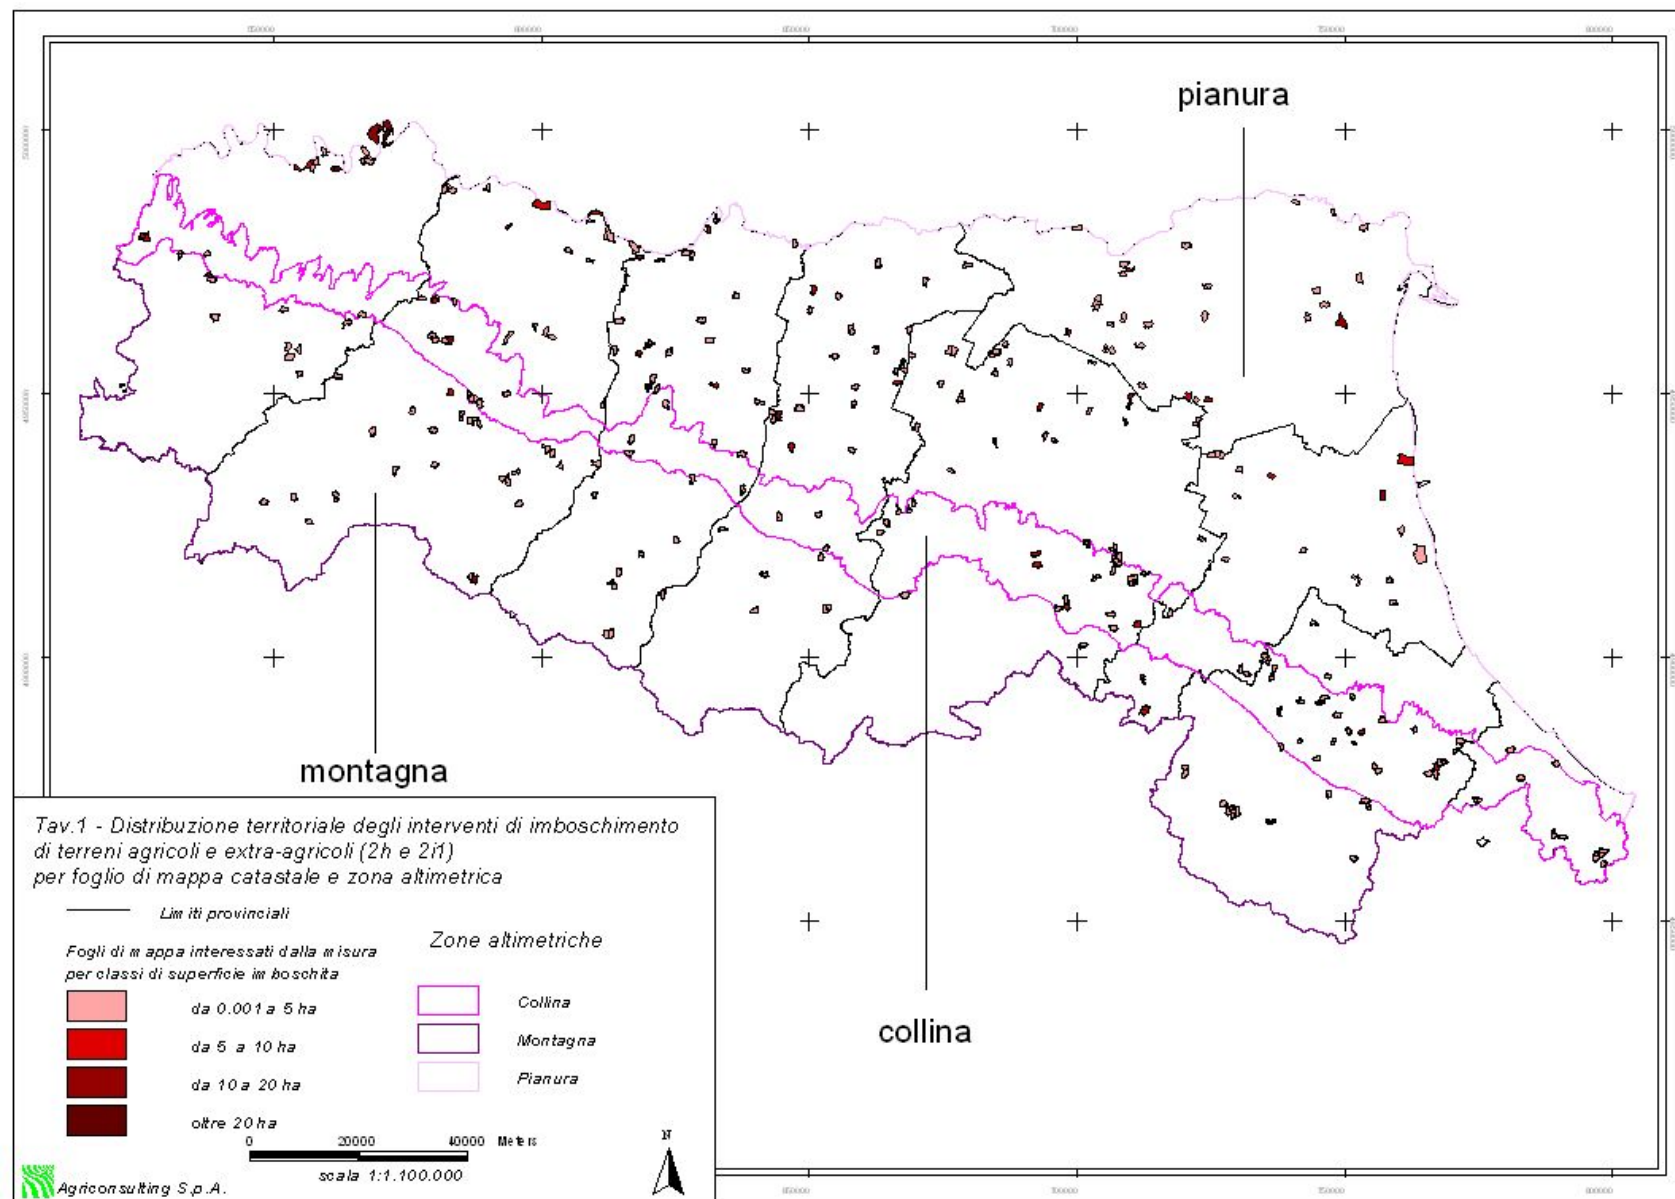 pianura
montagna
collina
Tav.1 - Distribuzione territoriale degli interventi di imboschimento
di terreni agricoli e extra-agricoli (2h e 2i1)
per foglio di mappa catastale e zona altimetrica
Limiti provinciali
Fogli di mappa interessati dalla misura
per classi di superficie imboschita
da 0.001 a 5 ha
da 5 a 10 ha
da 10 a 20 ha
oltre 20 ha
Zone altimetriche
Collina
Montagna
Pianura
0 20000 40000 Meters
scala 1:1.100.000
N
Agriconsulting S.p.A.